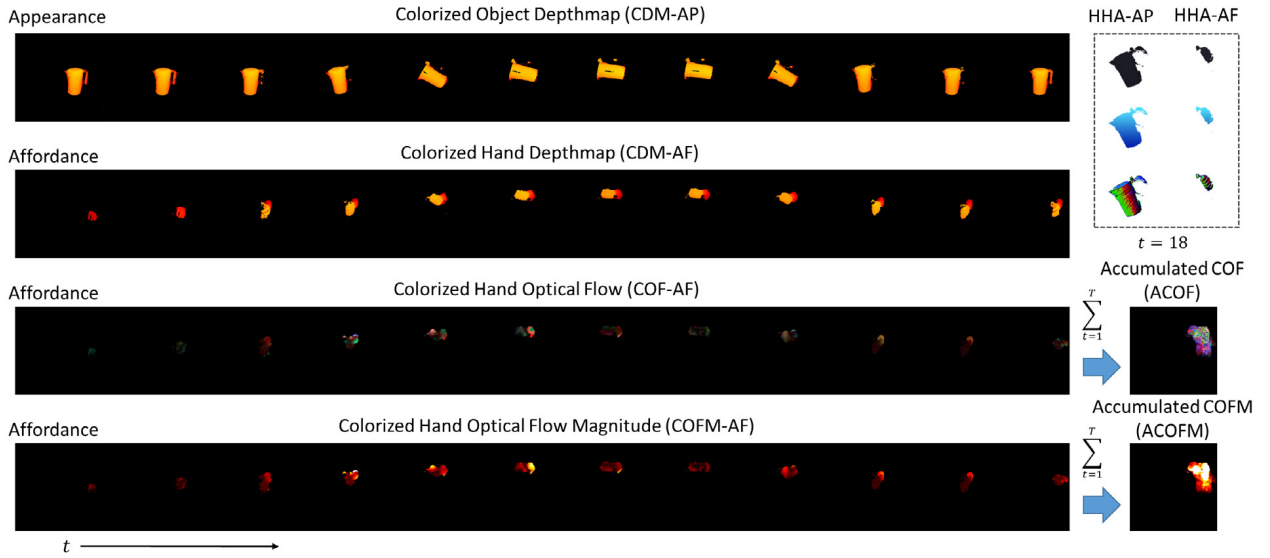 Appearance
Colorized Object Depthmap (CDM-AP)
HHA-AP
HHA-AF
Affordance
Colorized Hand Depthmap (CDM-AF)
t = 18
Affordance
Colorized Hand Optical Flow (COF-AF)
Accumulated COF
(ACOF)
T
∑
t=1
Affordance
Colorized Hand Optical Flow Magnitude (COFM-AF)
Accumulated COFM
(ACOFM)
T
∑
t=1
t